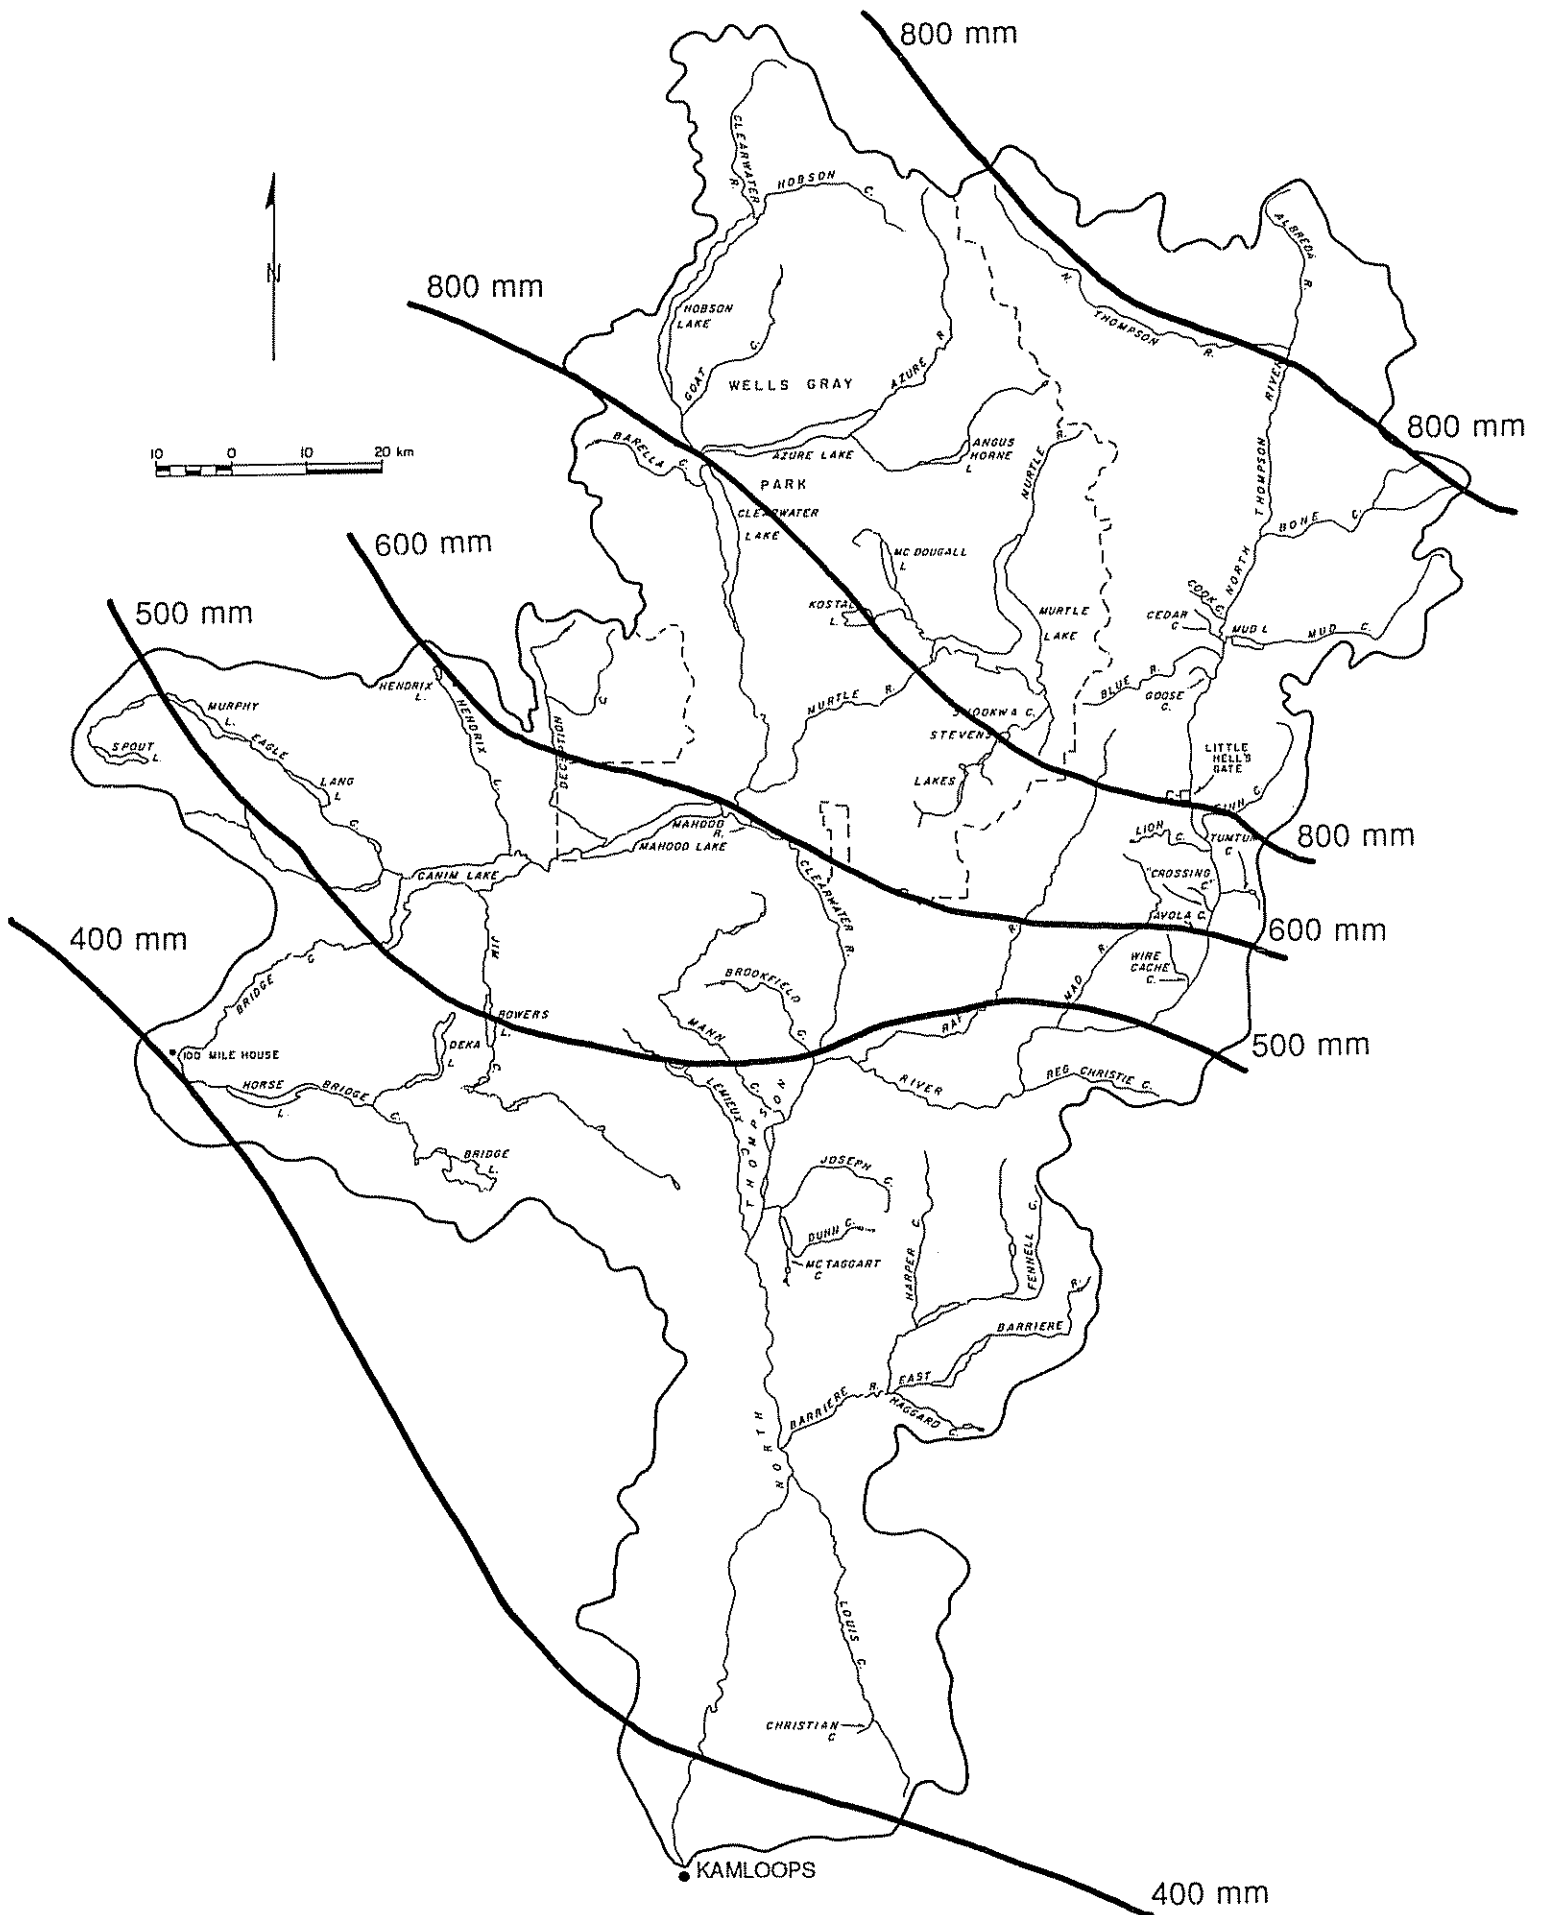 800 mm
CLEARWATER
R.
HOBSON
C.
ALBREDA
R.
N
800 mm
HOBSON
LAKE
N.
THOMPSON
R.
GOAT
C.
WELLS GRAY
AZURE
R.
RIVER
800 mm
10 0 10 20 km
BARELLA
C.
AZURE LAKE
ANGUS
HORNE
L
MURTLE
R.
PARK
THOMPSON
CLEARWATER
LAKE
BONE
C.
600 mm
MC DOUGALL
L
NORTH
500 mm
KOSTAL
L.
MURTLE
LAKE
COOK C.
CEDAR
C
MUD L
MUD C.
HENDRIX
L.
HENDRIX
L.
MURPHY
L.
C
MURTLE
R.
BLUE R.
GOOSE
C.
SPOUT
L.
EAGLE
STEVENS
LAKES
LITTLE
HELL'S
GATE
LANG
L
C.
MAHOOD
R.
MAHOOD LAKE
LION
C.
TUMTUM
C
800 mm
CANIM LAKE
CLEARWATER
R.
"CROSSING
C"
AVOLA C.
400 mm
JIM
600 mm
BRIDGE
C
BROOKFIELD
C.
R.
MAD
R.
WIRE
CACHE
C.
BOWERS
L.
MANN
C.
500 mm
100 MILE HOUSE
DEKA
L
C.
HORSE
L.
BRIDGE
C.
LEMIEUX
C
THOMPSON
RIVER
REG CHRISTIE C.
BRIDGE
L.
JOSEPH
C.
DUNN C.
MCTAGGART
C
HARPER
C.
FENNELL
C.
BARRIERE
R.
EAST
BARRIERE
R.
HAGGARD
C.
NORTH
LOUIS
C.
CHRISTIAN
C
KAMLOOPS
400 mm